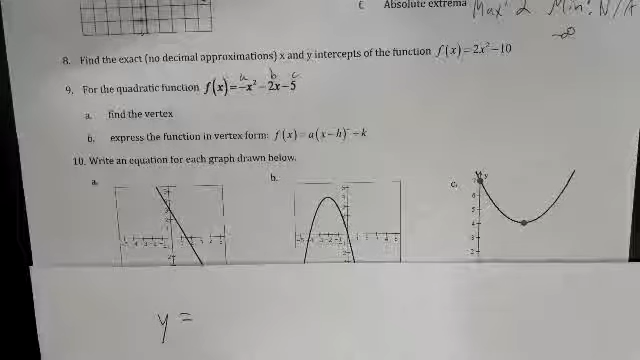 c Absolute extrema Max: 2 Min: N/A
-∞
8. Find the exact (no decimal approximations) x and y intercepts of the function f(x) = 2x² − 10
a b c
9. For the quadratic function f(x) = −x² − 2x − 5
a. find the vertex
b. express the function in vertex form: f(x) = a(x − h)² + k
10. Write an equation for each graph drawn below.
a. b. c.
y
y =